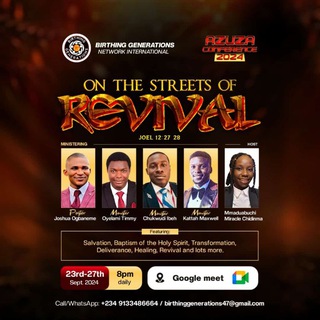 BIRTHING GENERATIONS
NETWORK INTERNATIONAL
AZUZA
CONFERENCE
2024
ON THE STREETS OF
REVIVAL
JOEL 12 27 28
MINISTERING
HOST
Pastor
Joshua Ogbaneme
Minister
Oyelami Timmy
Minister
Chukwudi Ibeh
Minister
Kattah Maxwell
Mmaduabuchi
Miracle Chidinma
Featuring
Salvation, Baptism of the Holy Spirit, Transformation,
Deliverance, Healing, Revival and lots more.
23rd-27th
Sept. 2024
8pm
daily
Google meet
Call/WhatsApp: +234 9133486664 / birthinggenerations47@gmail.com